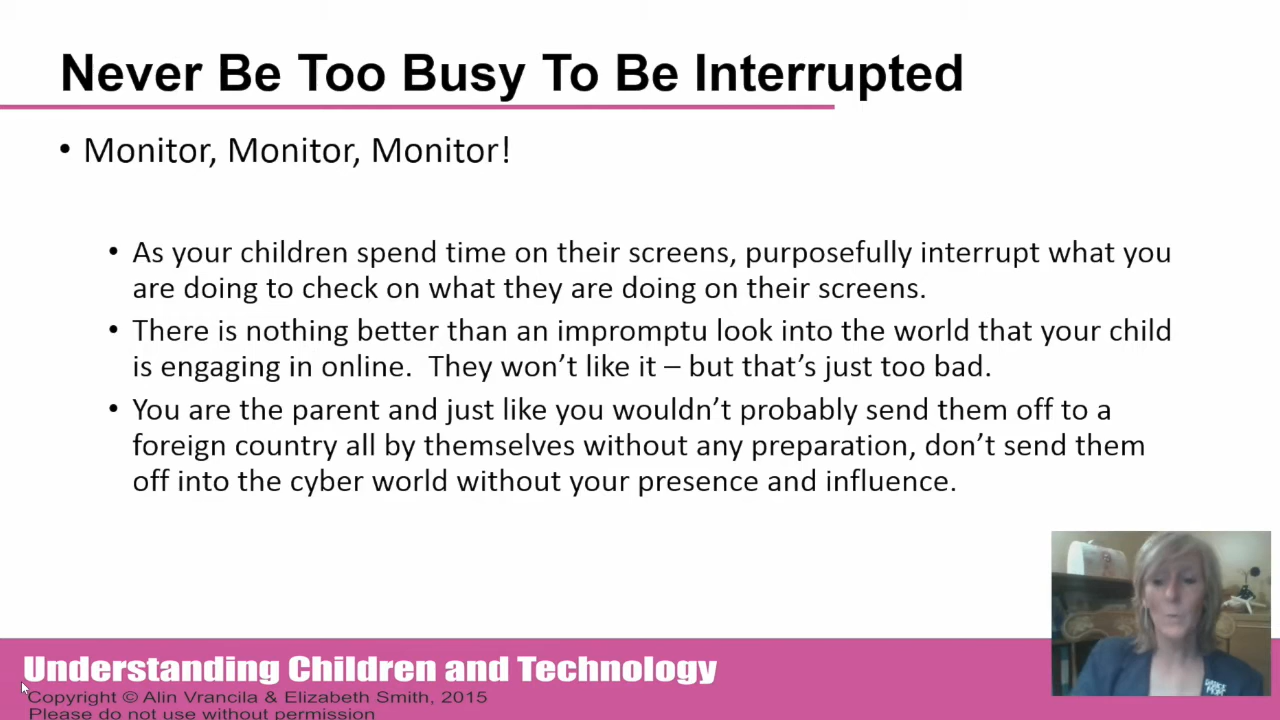 Never Be Too Busy To Be Interrupted
• Monitor, Monitor, Monitor!
• As your children spend time on their screens, purposefully interrupt what you
are doing to check on what they are doing on their screens.
• There is nothing better than an impromptu look into the world that your child
is engaging in online.  They won’t like it – but that’s just too bad.
• You are the parent and just like you wouldn’t probably send them off to a
foreign country all by themselves without any preparation, don’t send them
off into the cyber world without your presence and influence.
Understanding Children and Technology
Copyright © Alin Vrancila & Elizabeth Smith, 2015
Please do not use without permission
DANCE
MOM